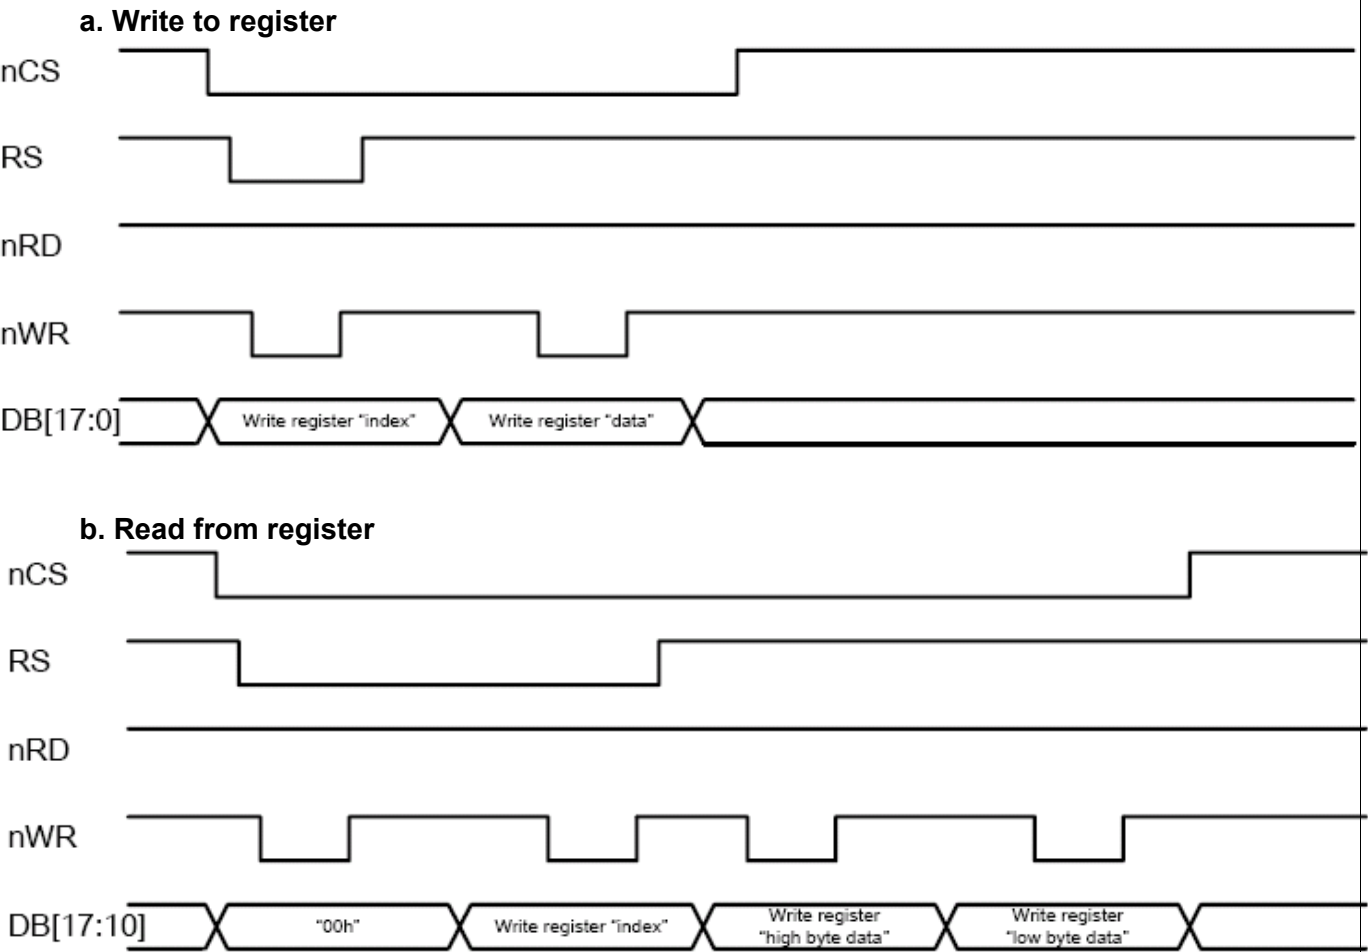 a. Write to register
nCS
RS
nRD
nWR
DB[17:0]
Write register “index”
Write register “data”
b. Read from register
nCS
RS
nRD
nWR
DB[17:10]
“00h”
Write register “index”
Write register
“high byte data”
Write register
“low byte data”